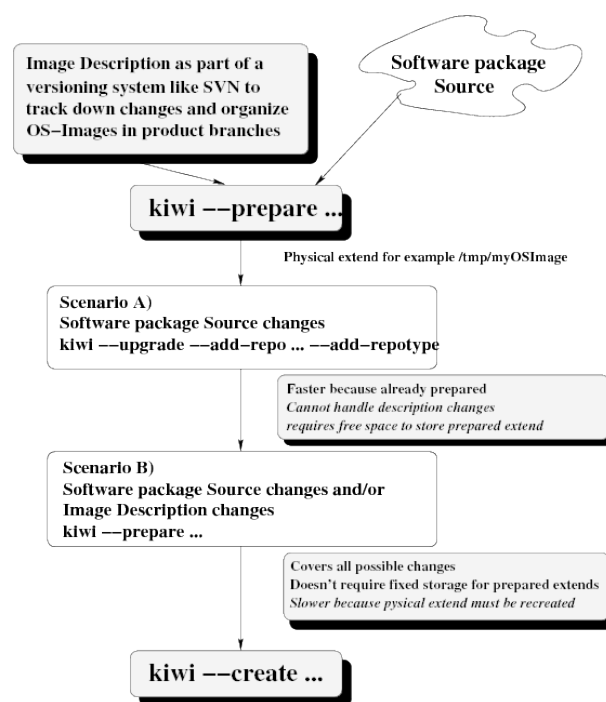 Image Description as part of a
versioning system like SVN to
track down changes and organize
OS−Images in product branches
Software package
Source
kiwi −−prepare ...
Physical extend for example /tmp/myOSImage
Scenario A)
Software package Source changes
kiwi −−upgrade −−add−repo ... −−add−repotype
Faster because already prepared
Cannot handle description changes
requires free space to store prepared extend
Scenario B)
Software package Source changes and/or
Image Description changes
kiwi −−prepare ...
Covers all possible changes
Doesn't require fixed storage for prepared extends
Slower because pysical extend must be recreated
kiwi −−create ...